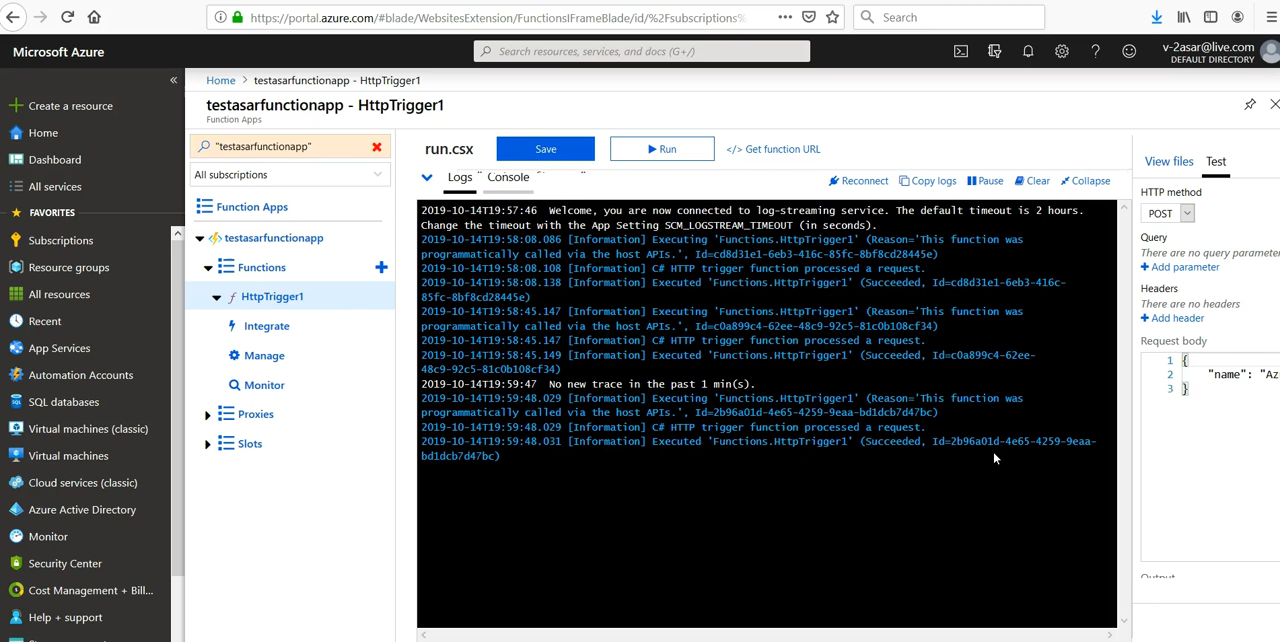 https://portal.azure.com/#blade/WebsitesExtension/FunctionsIFrameBlade/id/%2Fsubscriptions%
Search
Microsoft Azure
Search resources, services, and docs (G+/)
v-2asar@live.com
DEFAULT DIRECTORY
Create a resource
Home
Dashboard
All services
FAVORITES
Subscriptions
Resource groups
All resources
Recent
App Services
Automation Accounts
SQL databases
Virtual machines (classic)
Virtual machines
Cloud services (classic)
Azure Active Directory
Monitor
Security Center
Cost Management + Bill...
Help + support
Home > testasarfunctionapp - HttpTrigger1
testasarfunctionapp - HttpTrigger1
Function Apps
"testasarfunctionapp"
All subscriptions
Function Apps
testasarfunctionapp
Functions
HttpTrigger1
Integrate
Manage
Monitor
Proxies
Slots
run.csx
Save
Run
</> Get function URL
Logs
Console
Reconnect
Copy logs
Pause
Clear
Collapse
2019-10-14T19:57:46 Welcome, you are now connected to log-streaming service. The default timeout is 2 hours.
Change the timeout with the App Setting SCM_LOGSTREAM_TIMEOUT (in seconds).
2019-10-14T19:58:08.086 [Information] Executing 'Functions.HttpTrigger1' (Reason='This function was
programmatically called via the host APIs.', Id=cd8d31e1-6eb3-416c-85fc-8bf8cd28445e)
2019-10-14T19:58:08.108 [Information] C# HTTP trigger function processed a request.
2019-10-14T19:58:08.138 [Information] Executed 'Functions.HttpTrigger1' (Succeeded, Id=cd8d31e1-6eb3-416c-
85fc-8bf8cd28445e)
2019-10-14T19:58:45.147 [Information] Executing 'Functions.HttpTrigger1' (Reason='This function was
programmatically called via the host APIs.', Id=c0a899c4-62ee-48c9-92c5-81c0b108cf34)
2019-10-14T19:58:45.147 [Information] C# HTTP trigger function processed a request.
2019-10-14T19:58:45.149 [Information] Executed 'Functions.HttpTrigger1' (Succeeded, Id=c0a899c4-62ee-
48c9-92c5-81c0b108cf34)
2019-10-14T19:59:47 No new trace in the past 1 min(s).
2019-10-14T19:59:48.029 [Information] Executing 'Functions.HttpTrigger1' (Reason='This function was
programmatically called via the host APIs.', Id=2b96a01d-4e65-4259-9eaa-bd1dcb7d47bc)
2019-10-14T19:59:48.029 [Information] C# HTTP trigger function processed a request.
2019-10-14T19:59:48.031 [Information] Executed 'Functions.HttpTrigger1' (Succeeded, Id=2b96a01d-4e65-4259-9eaa-
bd1dcb7d47bc)
View files
Test
HTTP method
POST
Query
There are no query parameter
Add parameter
Headers
There are no headers
Add header
Request body
1 {
2 "name": "Az
3 }
Output